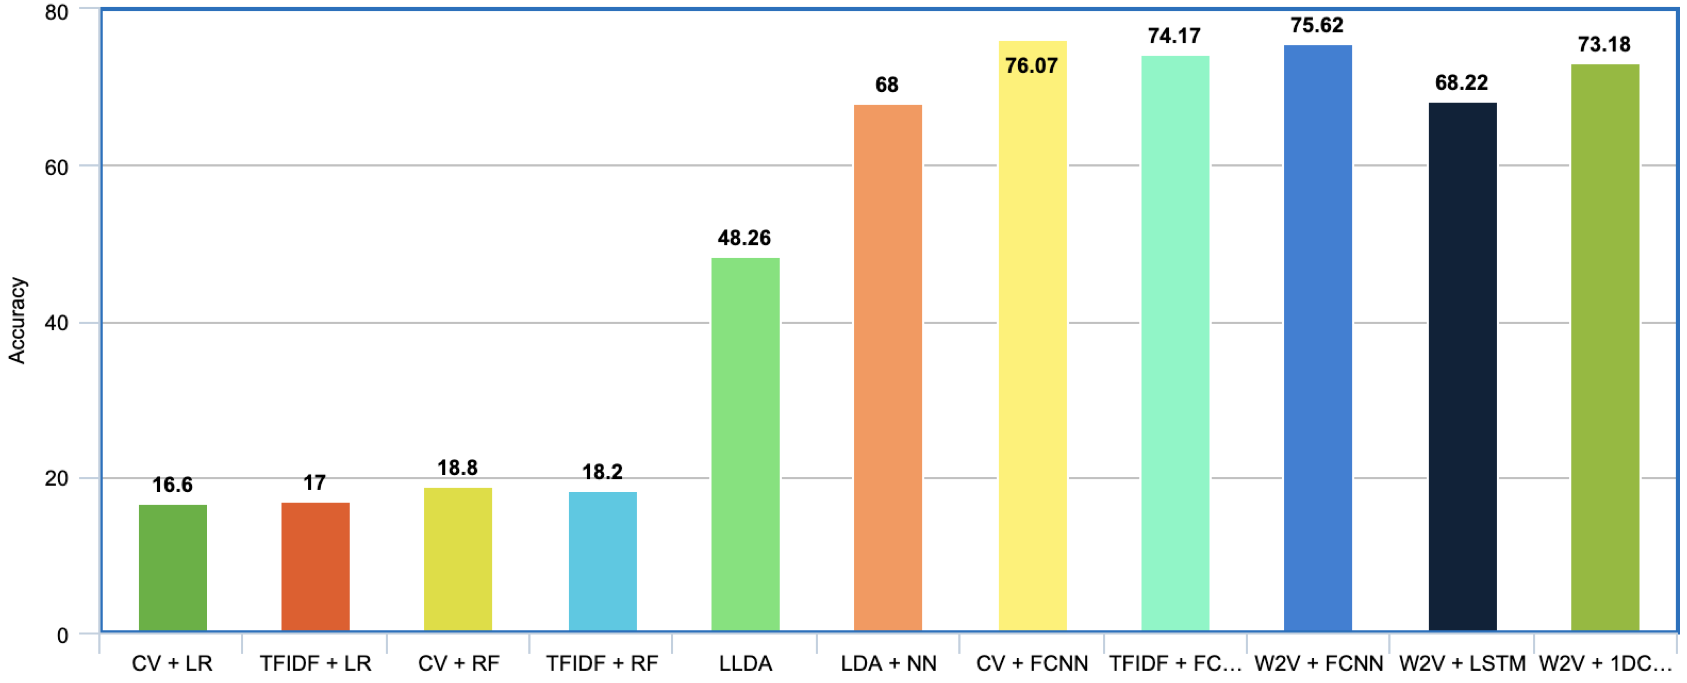 80
60
40
20
0
Accuracy
16.6
17
18.8
18.2
48.26
68
76.07
74.17
75.62
68.22
73.18
CV + LR
TFIDF + LR
CV + RF
TFIDF + RF
LLDA
LDA + NN
CV + FCNN
TFIDF + FC...
W2V + FCNN
W2V + LSTM
W2V + 1DC...